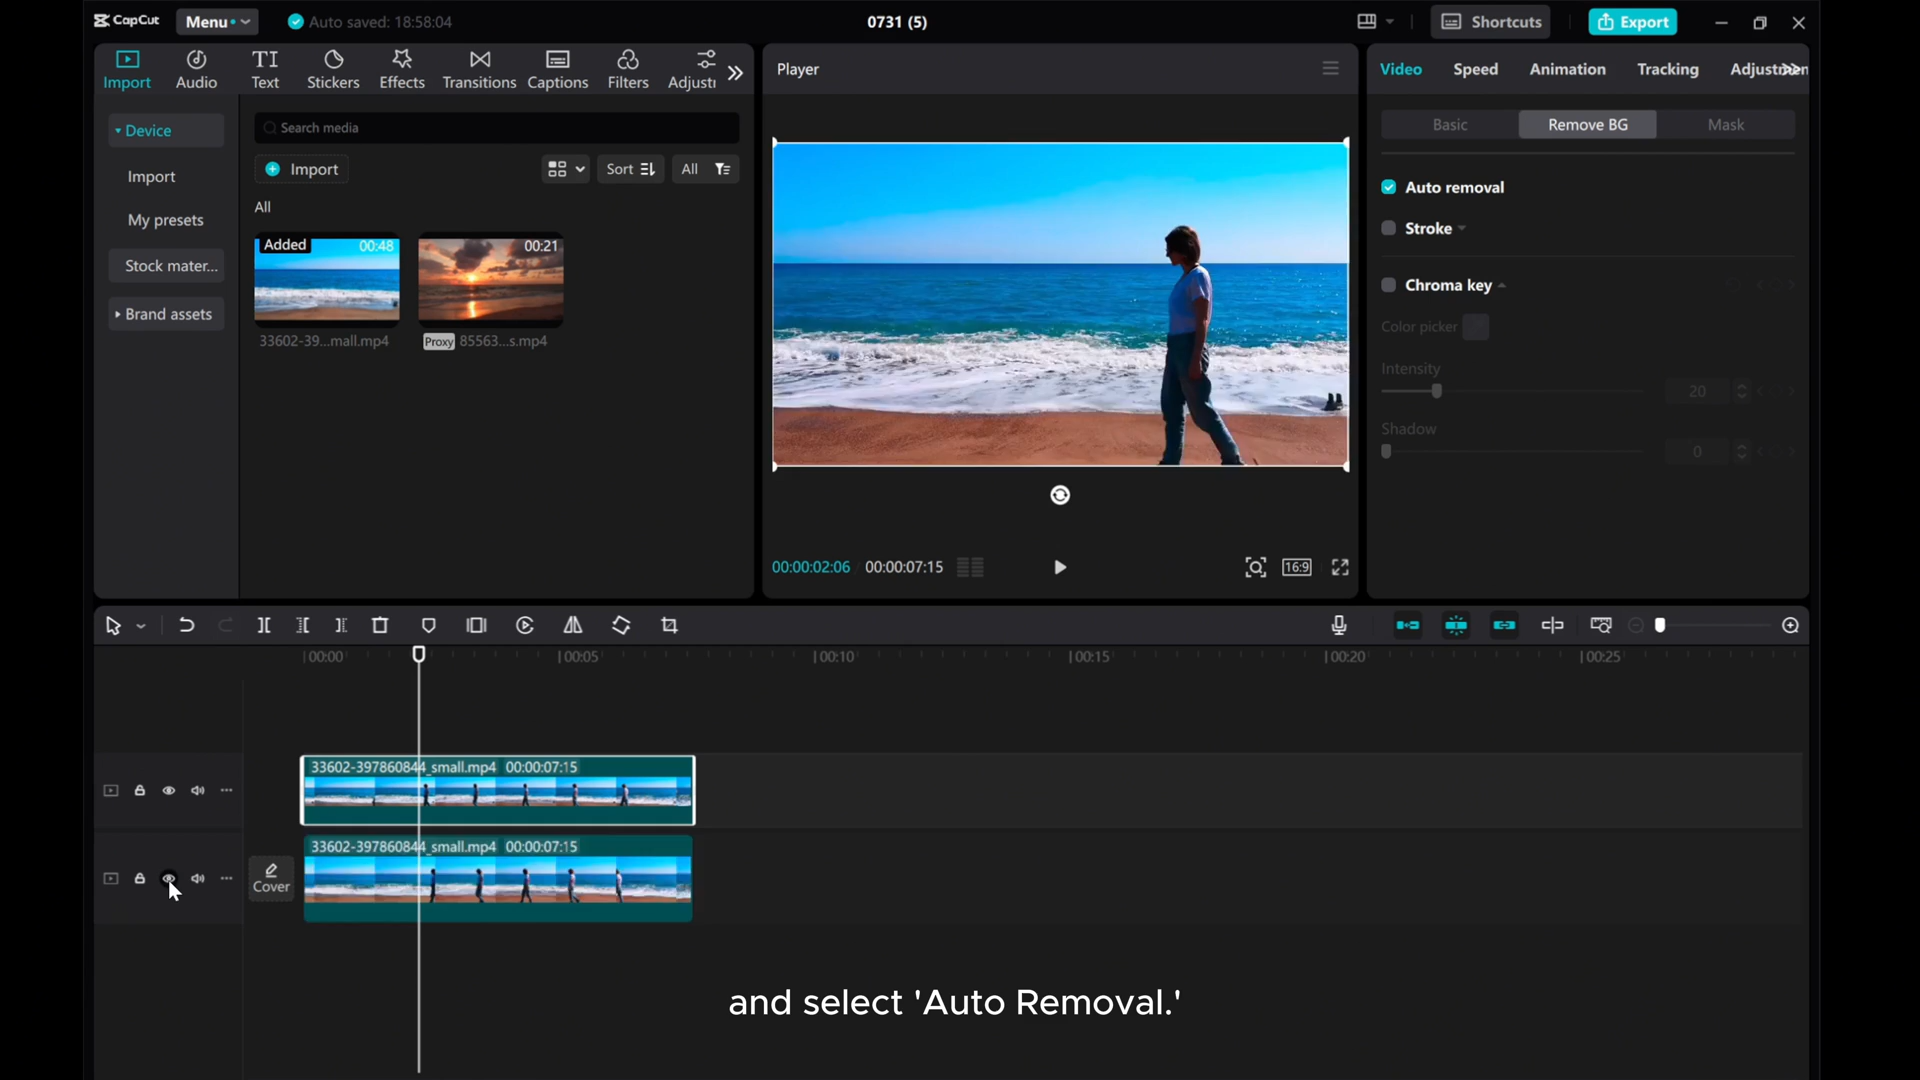 CapCut
Menu
Auto saved: 18:58:04
0731 (5)
Shortcuts
Export
Import
Audio
TI
Text
Stickers
Effects
Transitions
Captions
Filters
Adjusti
Player
Video
Speed
Animation
Tracking
Device
Import
My presets
Stock mater...
Brand assets
Search media
Import
Sort
All
All
Added
00:48
00:21
33602-39...mall.mp4
Proxy
85563...s.mp4
Basic
Remove BG
Mask
Auto removal
Stroke
Chroma key
Color picker
Intensity
20
Shadow
0
00:00:02:06
00:00:07:15
16:9
00:00
00:05
00:10
00:15
00:20
00:25
33602-397860844_small.mp4 00:00:07:15
33602-397860844_small.mp4 00:00:07:15
Cover
and select 'Auto Removal.'